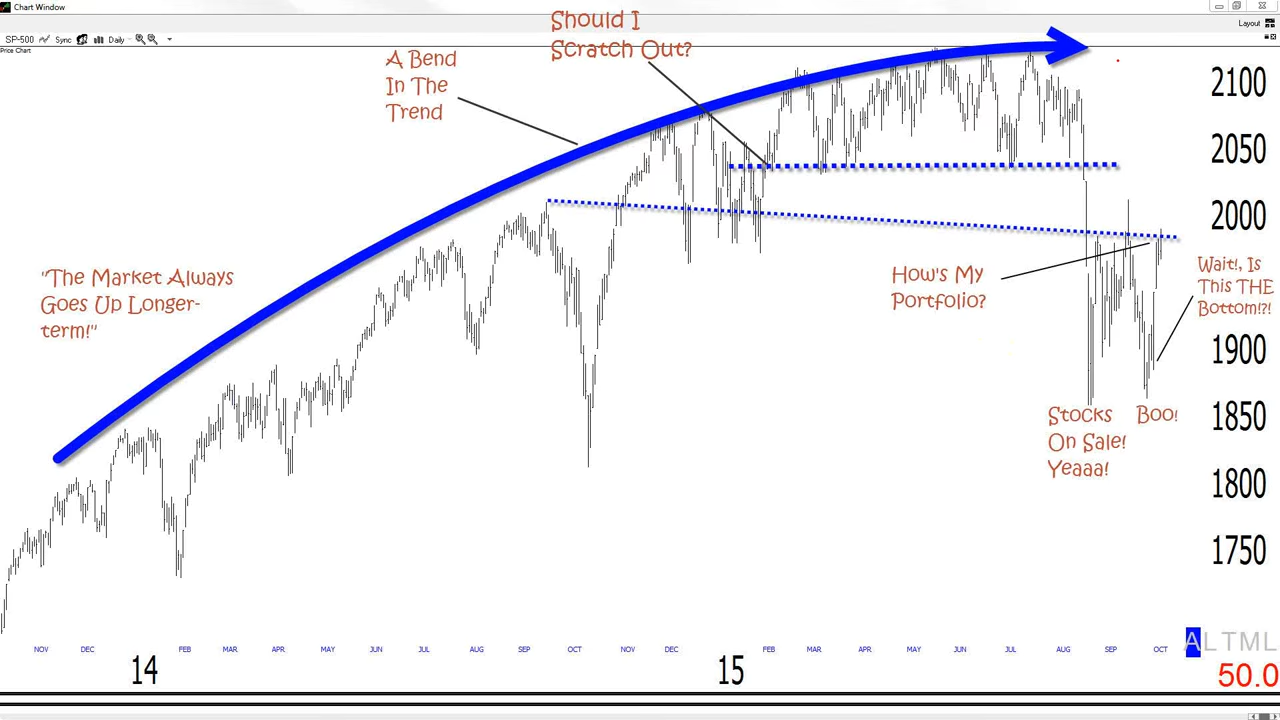 Chart Window
Layout
SP-500
Sync
Daily
Price Chart
Should I
Scratch Out?
A Bend
In The
Trend
"The Market Always
Goes Up Longer-
term!"
How's My
Portfolio?
Wait!, Is
This THE
Bottom!?!
Stocks
On Sale!
Yeaaa!
Boo!
2100
2050
2000
1900
1850
1800
1750
NOV DEC FEB MAR APR MAY JUN JUL AUG SEP OCT NOV DEC FEB MAR APR MAY JUN JUL AUG SEP OCT
14 15
ALTML
50.0